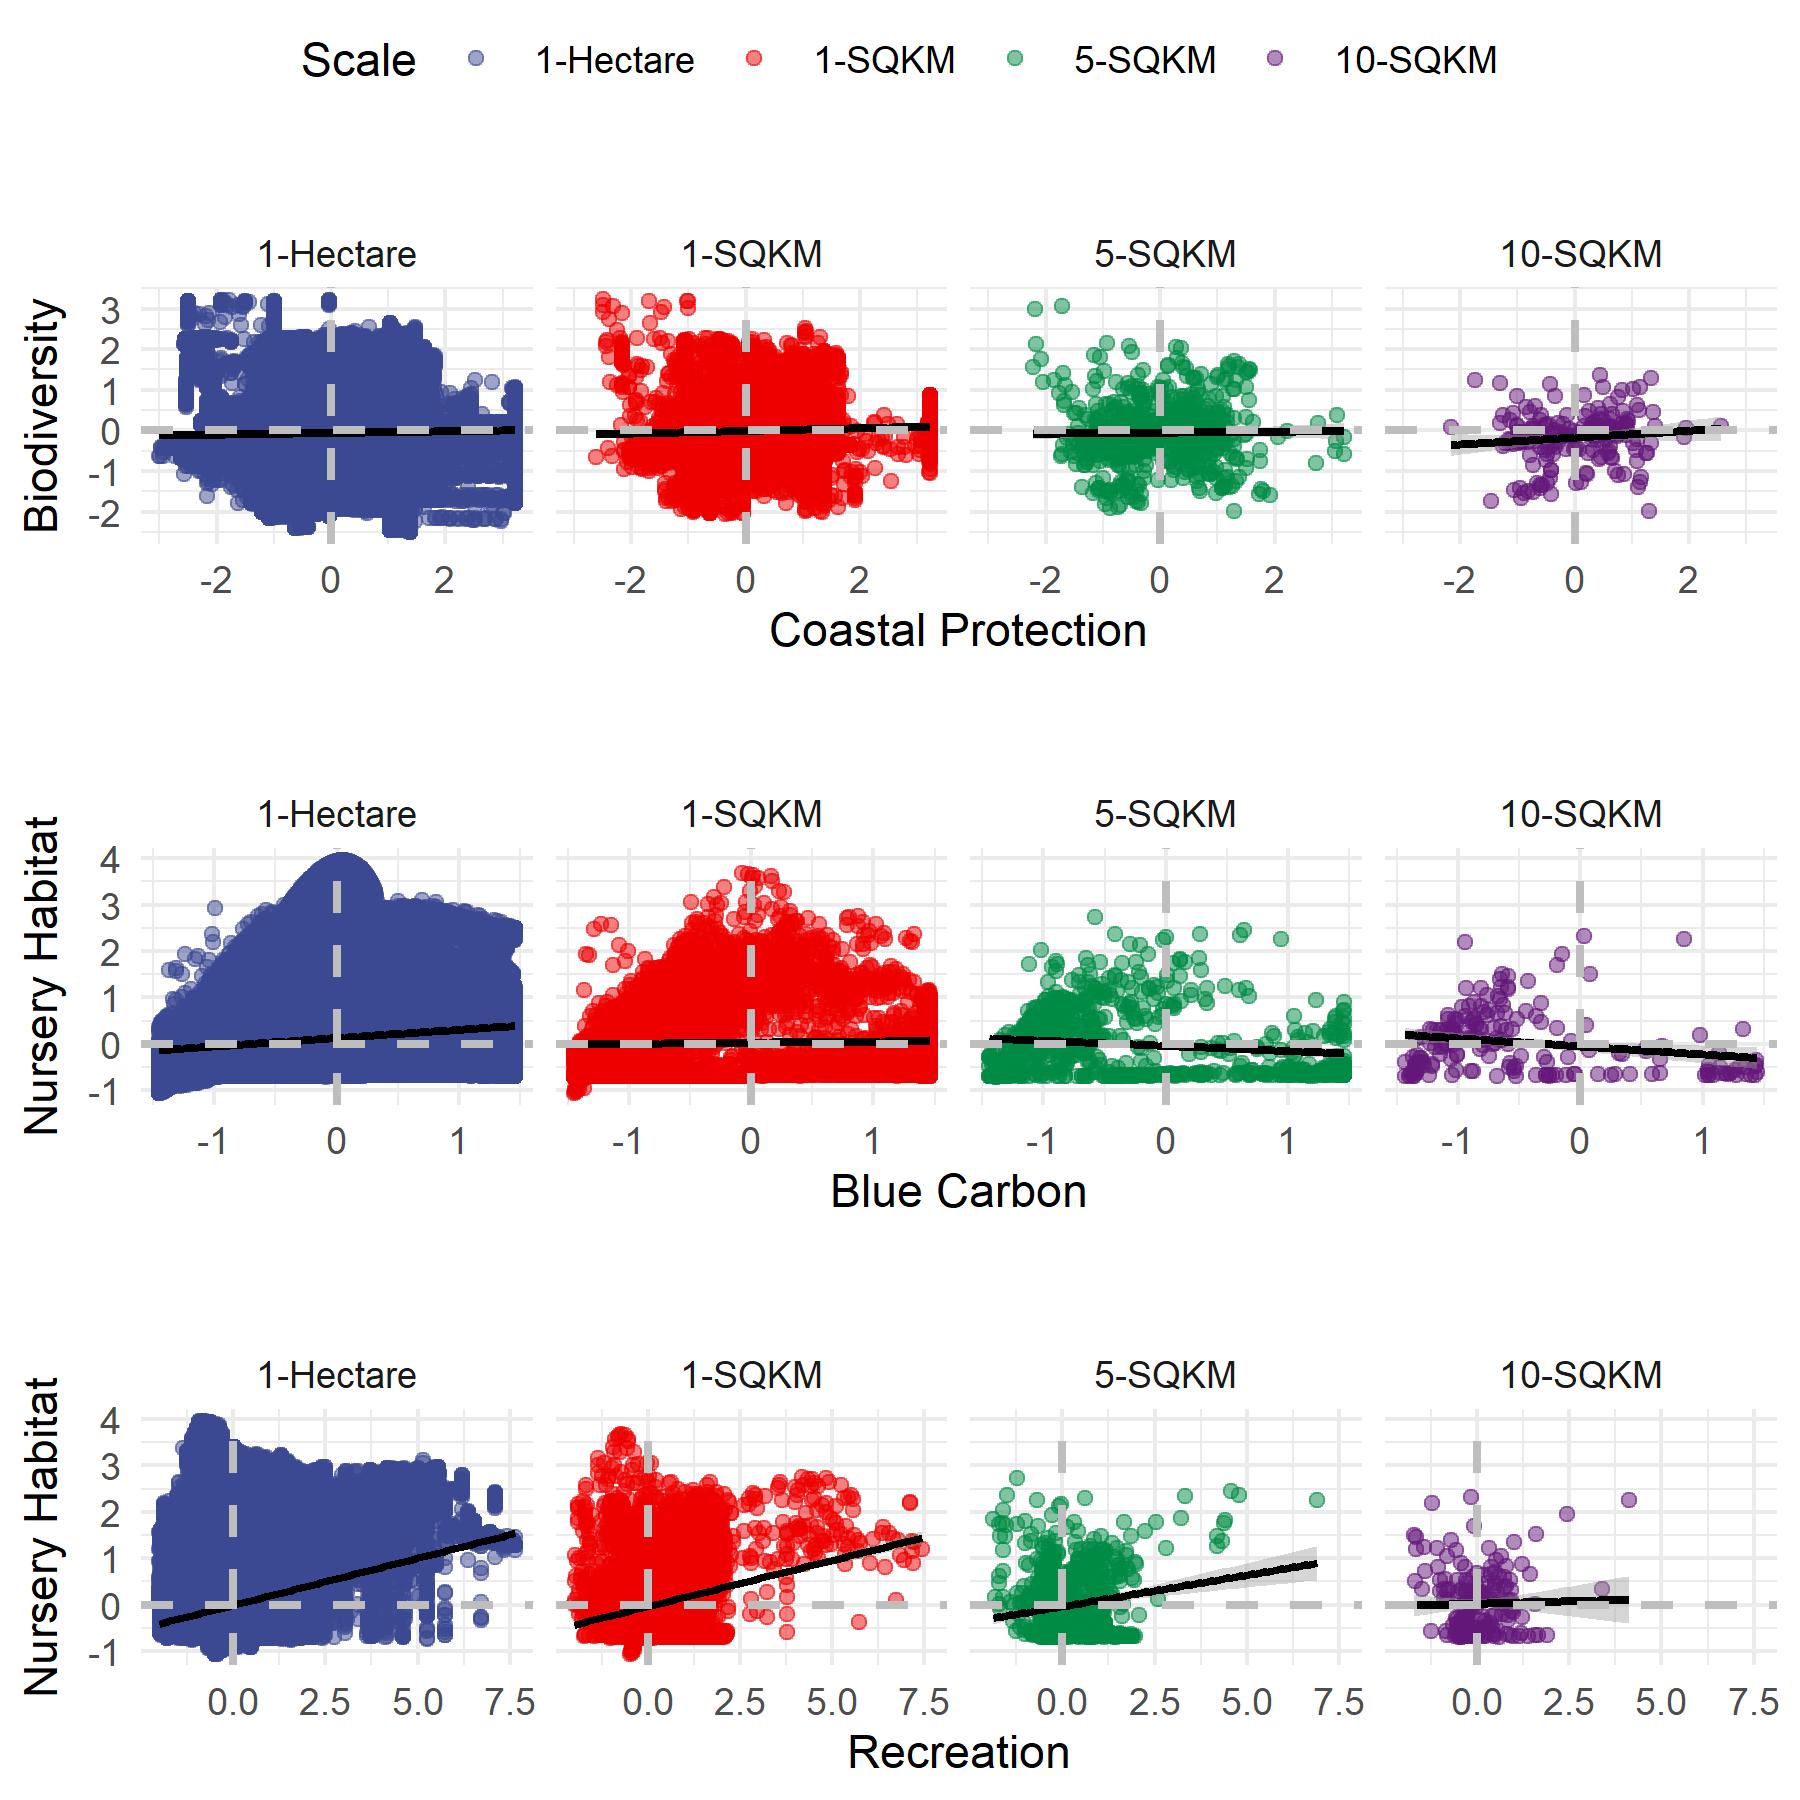 Scale 1-Hectare 1-SQKM 5-SQKM 10-SQKM
1-Hectare 1-SQKM 5-SQKM 10-SQKM
Biodiversity
3
2
1
0
-1
-2
-2 0 2 -2 0 2 -2 0 2 -2 0 2
Coastal Protection
1-Hectare 1-SQKM 5-SQKM 10-SQKM
Nursery Habitat
4
3
2
1
0
-1
-1 0 1 -1 0 1 -1 0 1 -1 0 1
Blue Carbon
1-Hectare 1-SQKM 5-SQKM 10-SQKM
Nursery Habitat
4
3
2
1
0
-1
0.0 2.5 5.0 7.5 0.0 2.5 5.0 7.5 0.0 2.5 5.0 7.5 0.0 2.5 5.0 7.5
Recreation